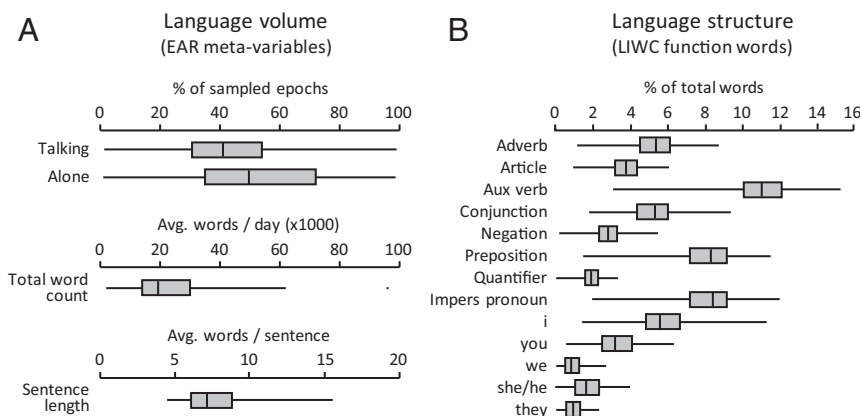 A
Language volume
(EAR meta-variables)
% of sampled epochs
0 20 40 60 80 100
Talking
Alone
Avg. words / day (x1000)
0 20 40 60 80 100
Total word
count
Avg. words / sentence
0 5 10 15 20
Sentence
length
B
Language structure
(LIWC function words)
% of total words
0 2 4 6 8 10 12 14 16
Adverb
Article
Aux verb
Conjunction
Negation
Preposition
Quantifier
Impers pronoun
i
you
we
she/he
they